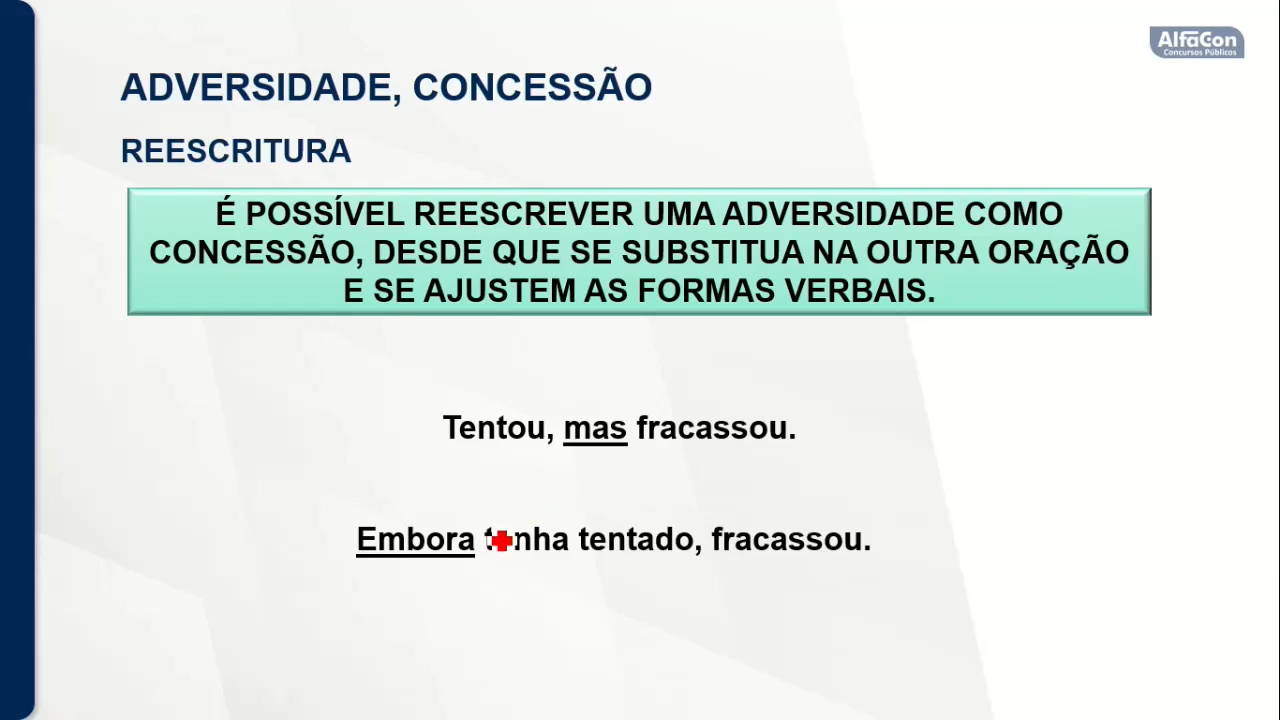 AlfaCon
Concursos Públicos
ADVERSIDADE, CONCESSÃO
REESCRITURA
É POSSÍVEL REESCREVER UMA ADVERSIDADE COMO
CONCESSÃO, DESDE QUE SE SUBSTITUA NA OUTRA ORAÇÃO
E SE AJUSTEM AS FORMAS VERBAIS.
Tentou, mas fracassou.
Embora tenha tentado, fracassou.